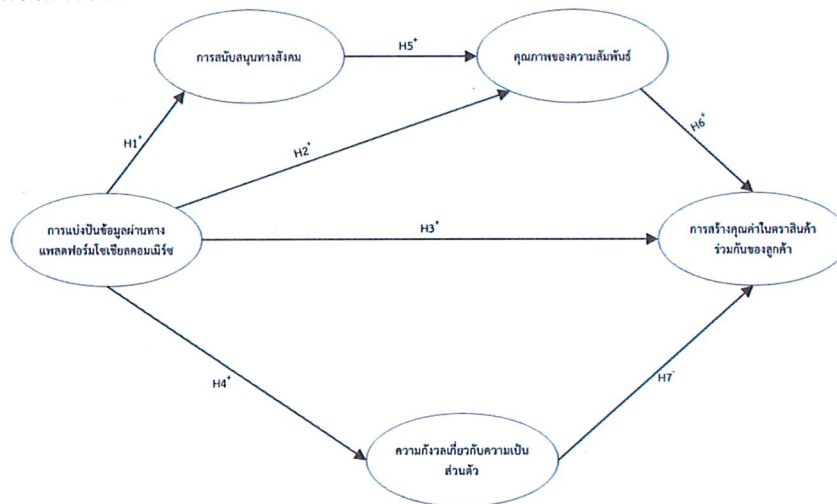 การสนับสนุนทางสังคม
H5+
คุณภาพของความสัมพันธ์
H1+
H2+
H6+
การแบ่งปันข้อมูลผ่านทาง
แพลตฟอร์มโซเชียลคอมเมิร์ซ
H3+
การสร้างคุณค่าในตราสินค้า
ร่วมกันของลูกค้า
H4+
H7-
ความกังวลเกี่ยวกับความเป็น
ส่วนตัว